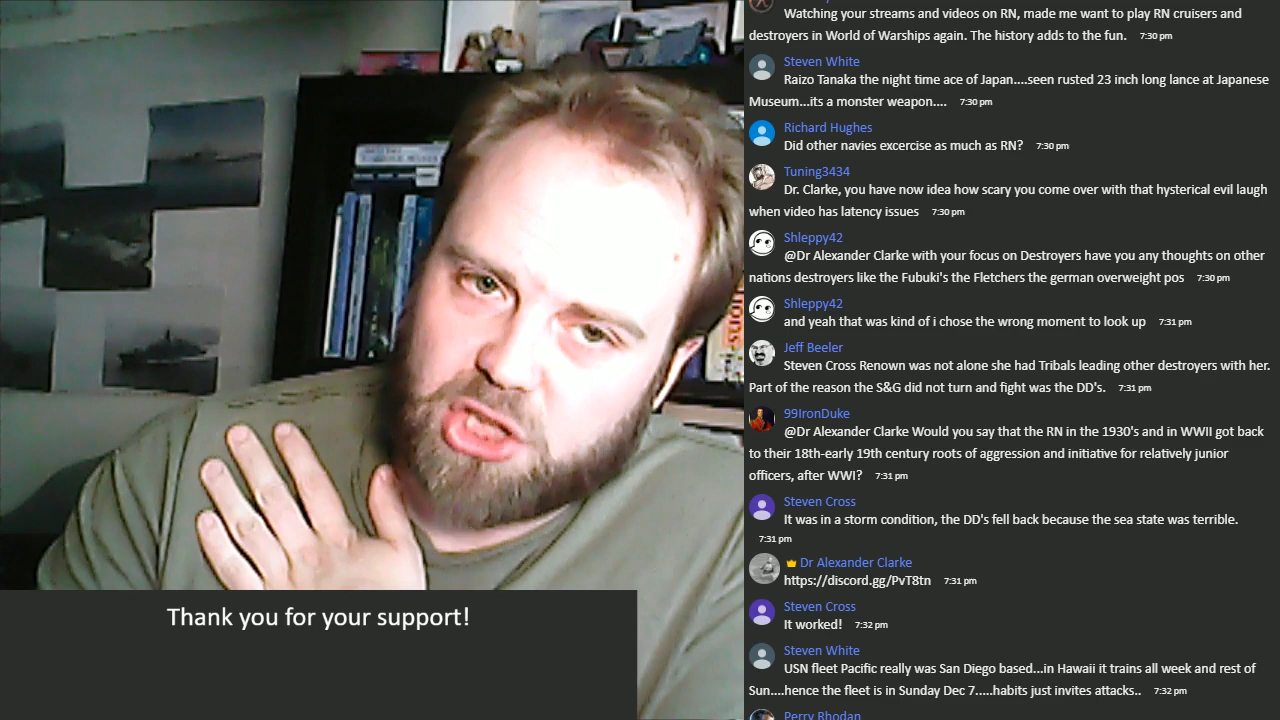 Watching your streams and videos on RN, made me want to play RN cruisers and
destroyers in World of Warships again. The history adds to the fun. 7:30 pm
Steven White
Raizo Tanaka the night time ace of Japan....seen rusted 23 inch long lance at Japanese
Museum...its a monster weapon.... 7:30 pm
Richard Hughes
Did other navies excercise as much as RN? 7:30 pm
Tuning3434
Dr. Clarke, you have now idea how scary you come over with that hysterical evil laugh
when video has latency issues 7:30 pm
Shleppy42
@Dr Alexander Clarke with your focus on Destroyers have you any thoughts on other
nations destroyers like the Fubuki's the Fletchers the german overweight pos 7:30 pm
Shleppy42
and yeah that was kind of i chose the wrong moment to look up 7:31 pm
Jeff Beeler
Steven Cross Renown was not alone she had Tribals leading other destroyers with her.
Part of the reason the S&G did not turn and fight was the DD's. 7:31 pm
99IronDuke
@Dr Alexander Clarke Would you say that the RN in the 1930's and in WWII got back
to their 18th-early 19th century roots of aggression and initiative for relatively junior
officers, after WWI? 7:31 pm
Steven Cross
It was in a storm condition, the DD's fell back because the sea state was terrible.
7:31 pm
Dr Alexander Clarke
https://discord.gg/PvT8tn 7:31 pm
Steven Cross
It worked! 7:32 pm
Steven White
USN fleet Pacific really was San Diego based...in Hawaii it trains all week and rest of
Sun....hence the fleet is in Sunday Dec 7.....habits just invites attacks.. 7:32 pm
Perry Rhodan
Thank you for your support!